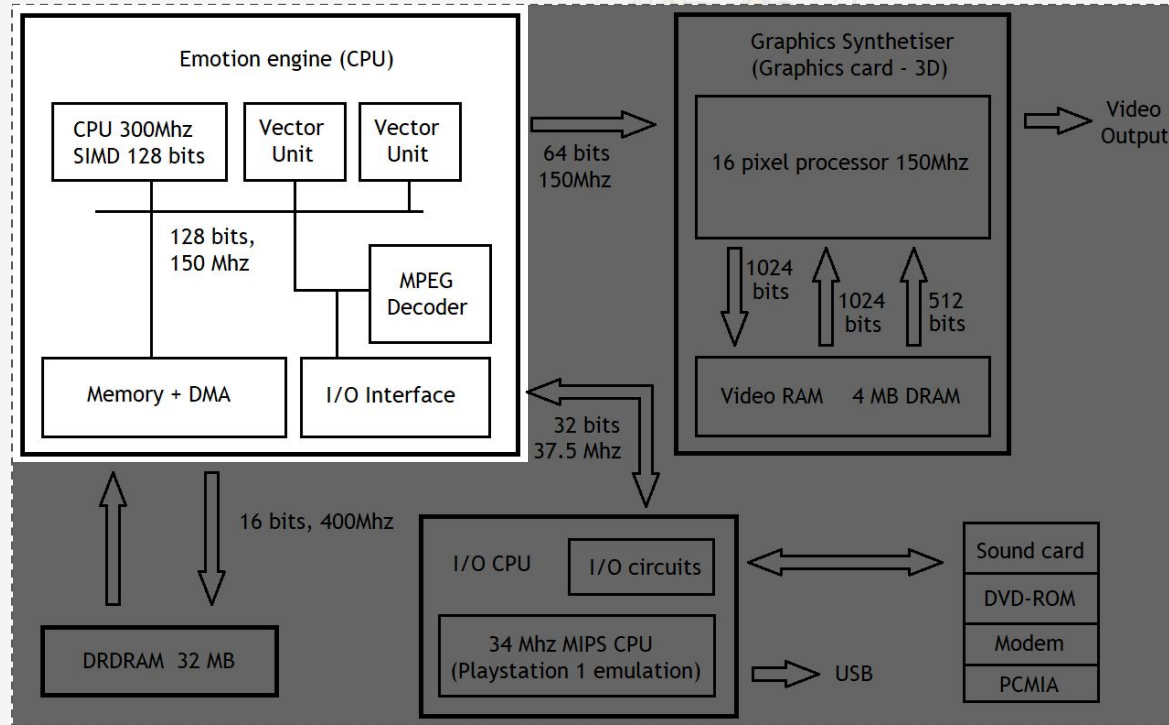 Emotion engine (CPU)
CPU 300Mhz
SIMD 128 bits
Vector
Unit
Vector
Unit
128 bits,
150 Mhz
MPEG
Decoder
Memory + DMA
I/O Interface
64 bits
150Mhz
Graphics Synthetiser
(Graphics card - 3D)
16 pixel processor 150Mhz
1024
bits
1024
bits
512
bits
Video RAM 4 MB DRAM
Video
Output
32 bits
37.5 Mhz
16 bits, 400Mhz
DRDRAM 32 MB
I/O CPU
I/O circuits
34 Mhz MIPS CPU
(Playstation 1 emulation)
USB
Sound card
DVD-ROM
Modem
PCMIA